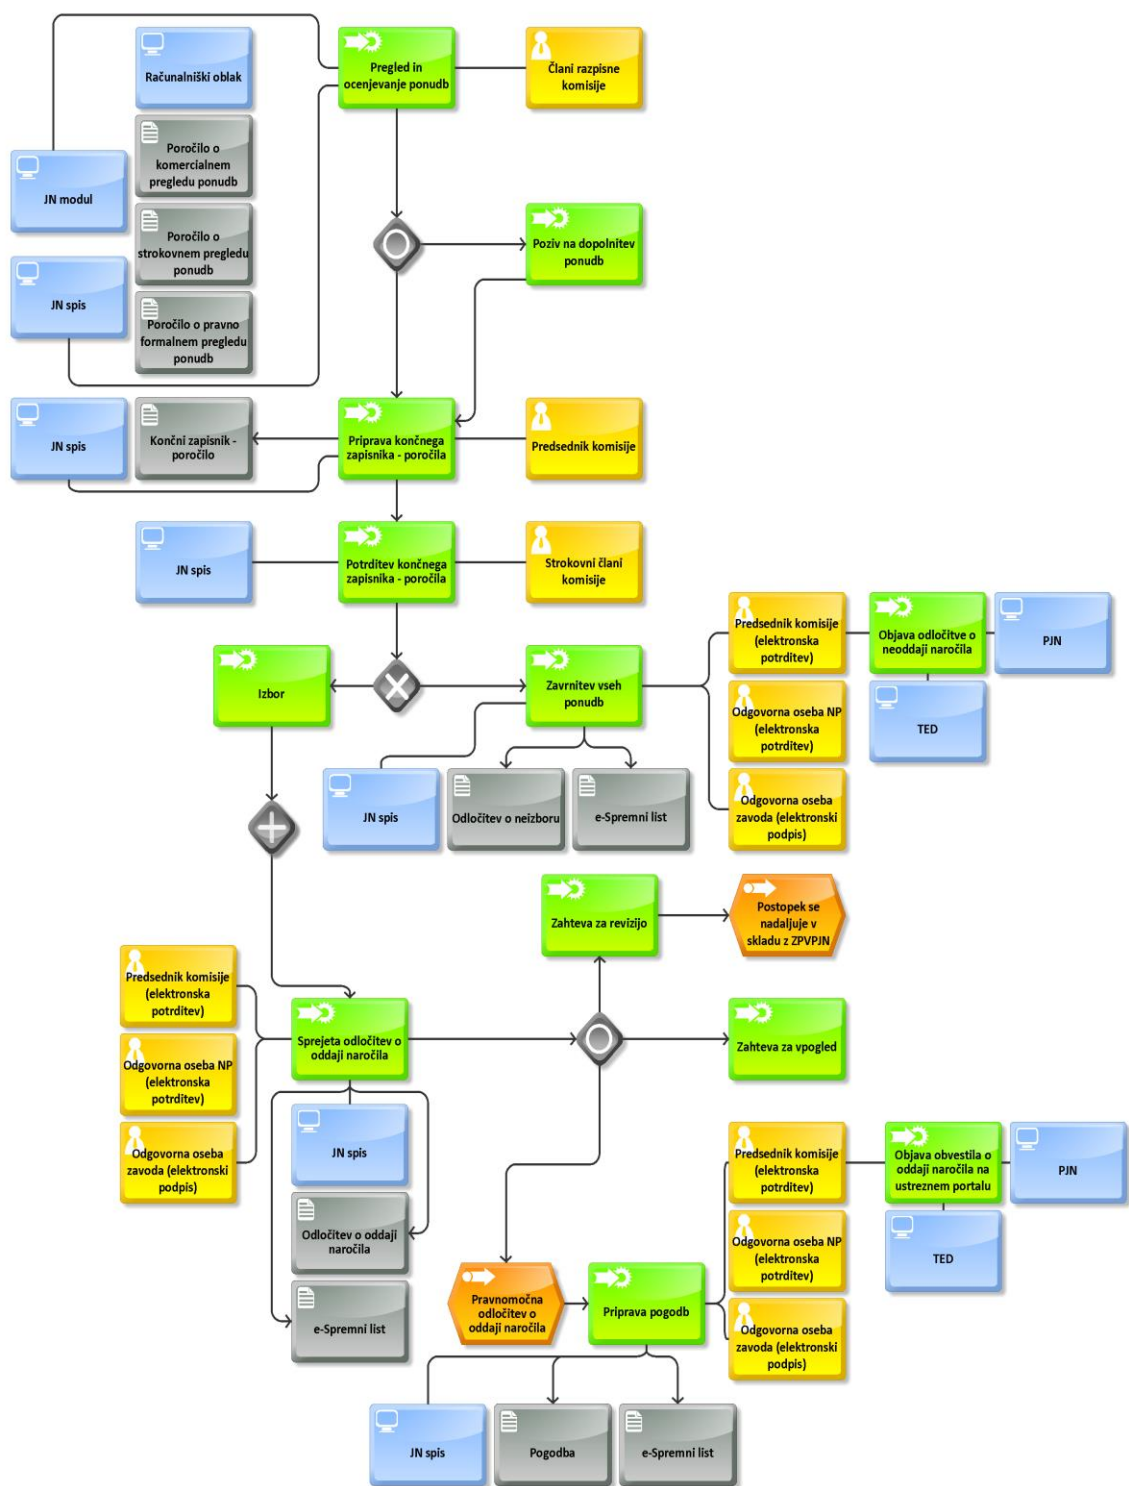 Računalniški oblak
Pregled in
ocenjevanje ponudb
Člani razpisne
komisije
Poročilo o
komercialnem
pregledu ponudb
JN modul
Poročilo o
strokovnem pregledu
ponudb
Poziv na dopolnitev
ponudb
JN spis
Poročilo o pravno
formalnem pregledu
ponudb
JN spis
Končni zapisnik -
poročilo
Priprava končnega
zapisnika - poročila
Predsednik komisije
JN spis
Potrditev končnega
zapisnika - poročila
Strokovni člani
komisije
Predsednik komisije
(elektronska
potrditev)
Objava odločitve o
neoddaji naročila
PJN
Izbor
Zavrnitev vseh
ponudb
Odgovorna oseba NP
(elektronska
potrditev)
TED
JN spis
Odločitev o neizboru
e-Spremni list
Odgovorna oseba
zavoda (elektronski
podpis)
Zahteva za revizijo
Postopek se
nadaljuje v
skladu z ZPVPJN
Predsednik komisije
(elektronska
potrditev)
Sprejeta odločitev o
oddaji naročila
Zahteva za vpogled
Odgovorna oseba NP
(elektronska
potrditev)
Odgovorna oseba
zavoda (elektronski
podpis)
JN spis
Predsednik komisije
(elektronska
potrditev)
Objava obvestila o
oddaji naročila na
ustreznem portalu
PJN
Odločitev o oddaji
naročila
Odgovorna oseba NP
(elektronska
potrditev)
TED
e-Spremni list
Pravnomočna
odločitev o
oddaji naročila
Priprava pogodb
Odgovorna oseba
zavoda (elektronski
podpis)
JN spis
Pogodba
e-Spremni list